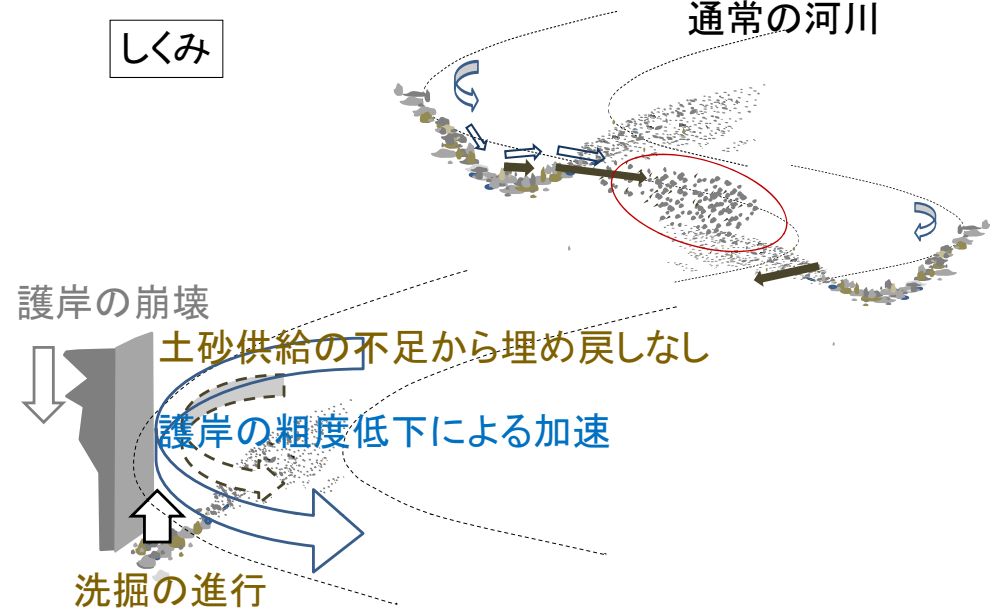 通常の河川
しくみ
護岸の崩壊
土砂供給の不足から埋め戻しなし
護岸の粗度低下による加速
洗掘の進行